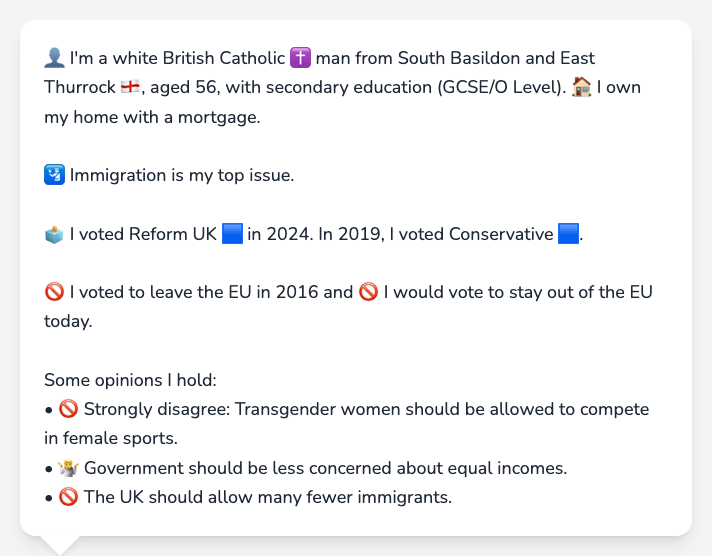 👤 I'm a white British Catholic ✝️ man from South Basildon and East
Thurrock 🏴󠁧󠁢󠁥󠁮󠁧󠁿, aged 56, with secondary education (GCSE/O Level). 🏠 I own
my home with a mortgage.
🛂 Immigration is my top issue.
🗳️ I voted Reform UK 🟦 in 2024. In 2019, I voted Conservative 🟦.
🚫 I voted to leave the EU in 2016 and 🚫 I would vote to stay out of the EU
today.
Some opinions I hold:
• 🚫 Strongly disagree: Transgender women should be allowed to compete
in female sports.
• 🤷 Government should be less concerned about equal incomes.
• 🚫 The UK should allow many fewer immigrants.